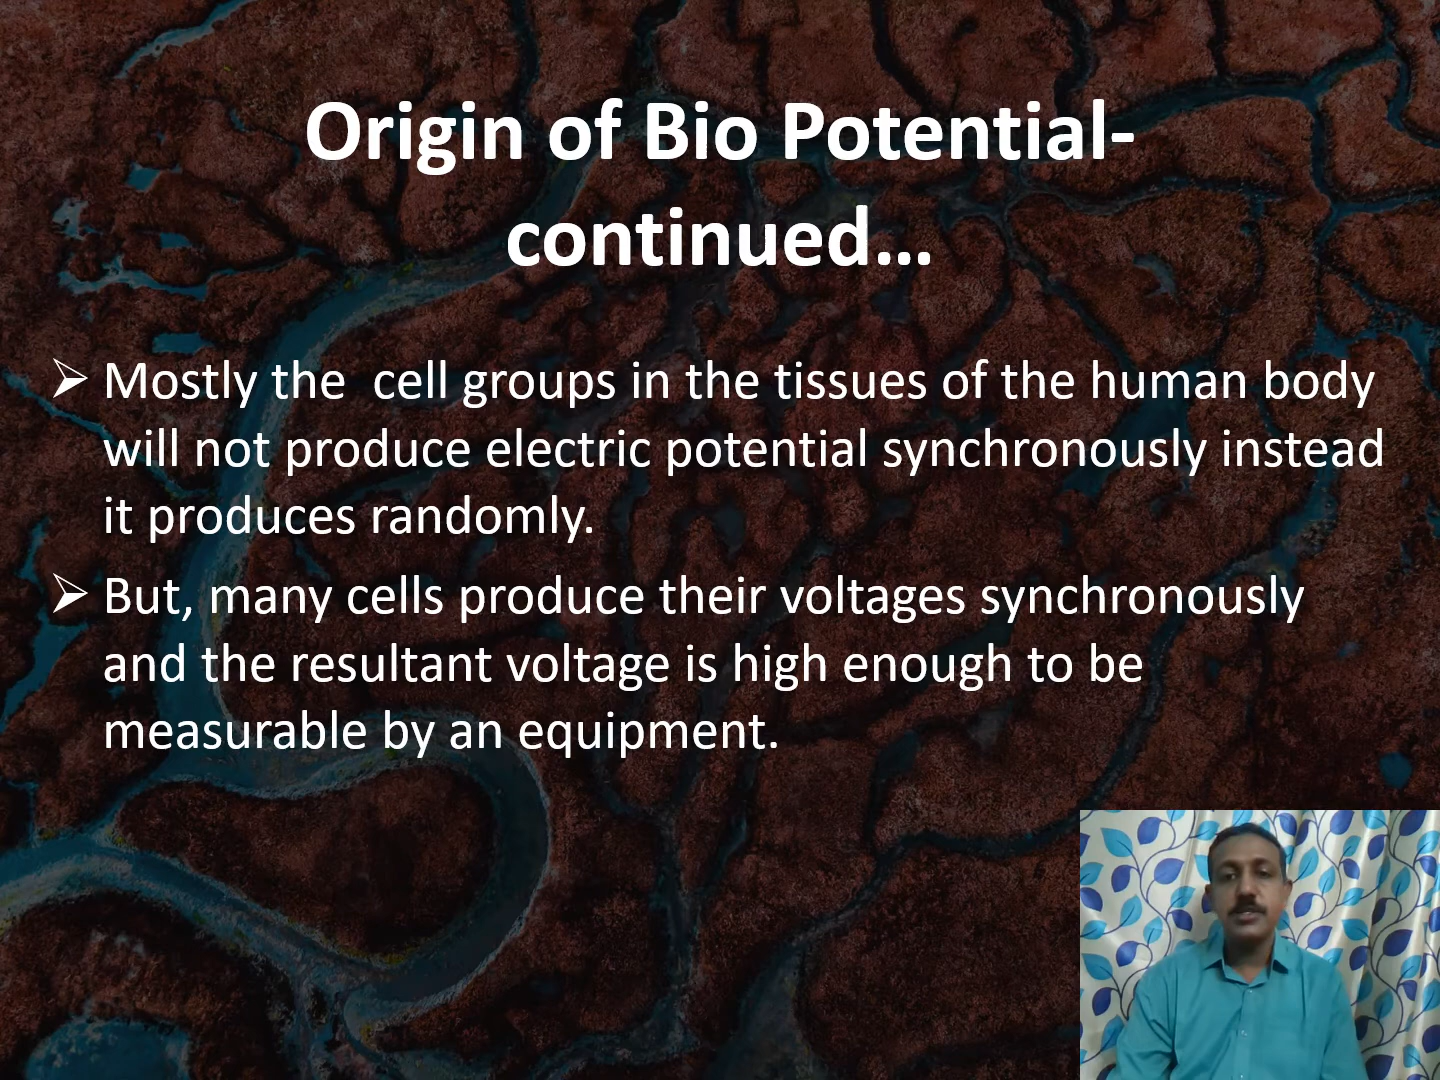 Origin of Bio Potential-
continued...
➢ Mostly the  cell groups in the tissues of the human body
will not produce electric potential synchronously instead
it produces randomly.
➢ But, many cells produce their voltages synchronously
and the resultant voltage is high enough to be
measurable by an equipment.